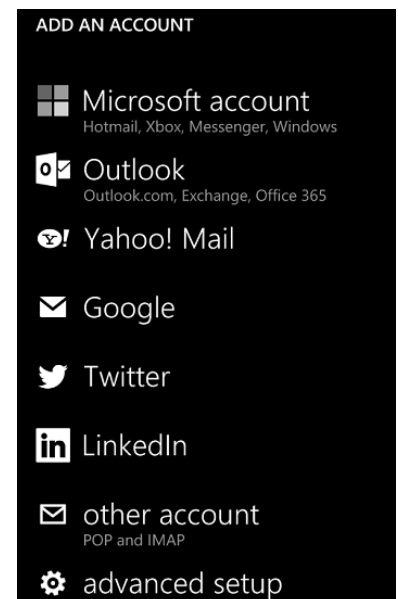 ADD AN ACCOUNT
Microsoft account
Hotmail, Xbox, Messenger, Windows
Outlook
Outlook.com, Exchange, Office 365
Yahoo! Mail
Google
Twitter
LinkedIn
other account
POP and IMAP
advanced setup